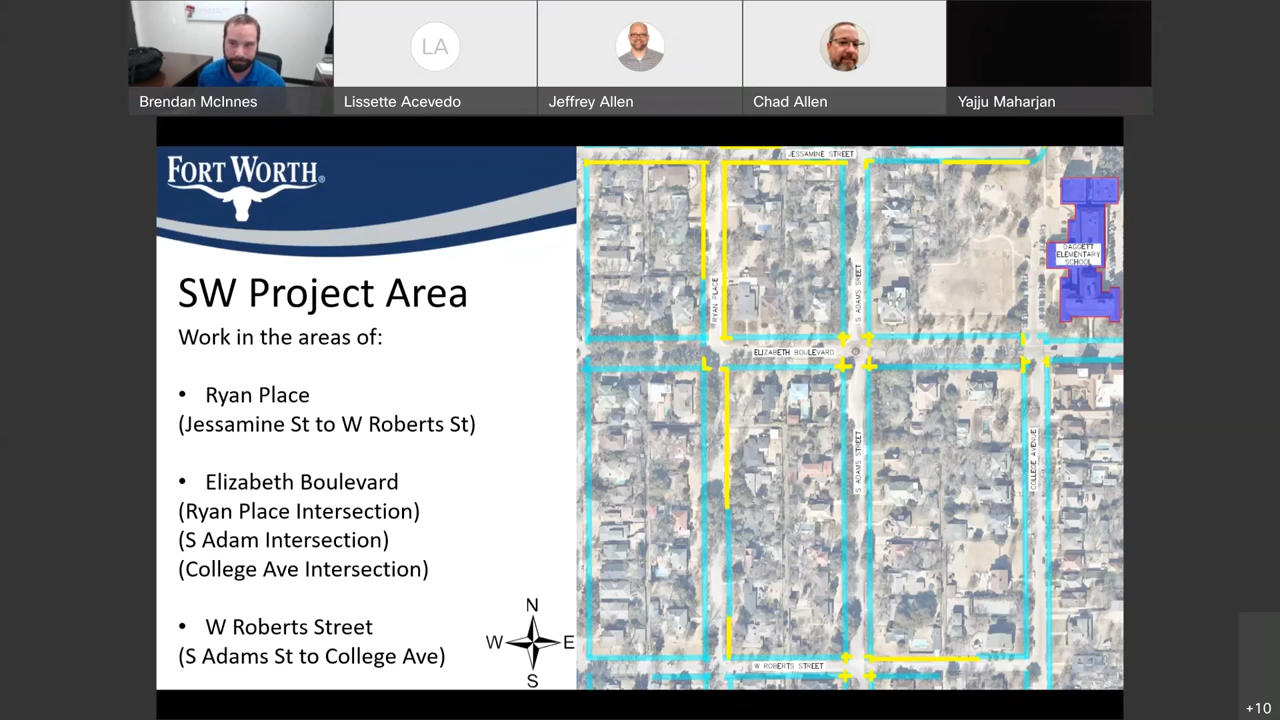 LA
Brendan McInnes
Lissette Acevedo
Jeffrey Allen
Chad Allen
Yajju Maharjan
FORT WORTH®
SW Project Area
Work in the areas of:
• Ryan Place
(Jessamine St to W Roberts St)
• Elizabeth Boulevard
(Ryan Place Intersection)
(S Adam Intersection)
(College Ave Intersection)
• W Roberts Street
(S Adams St to College Ave)
N
W E
S
JESSAMINE STREET
DAGGETT
ELEMENTARY
SCHOOL
RYAN PLACE
S ADAMS SREET
ELIZABETH BOULEVARD
S ADAMS STREET
COLLEGE AVENUE
W ROBERTS STREET
+10